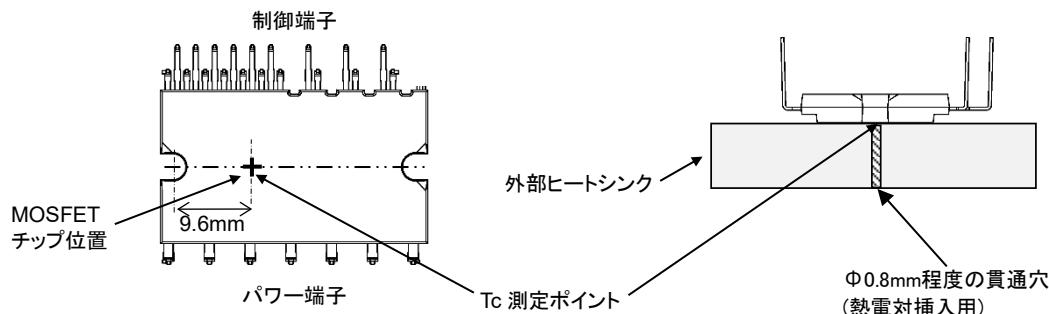 制御端子
MOSFET
チップ位置
9.6mm
パワー端子
Tc 測定ポイント
外部ヒートシンク
Φ0.8mm程度の貫通穴
(熱電対挿入用)